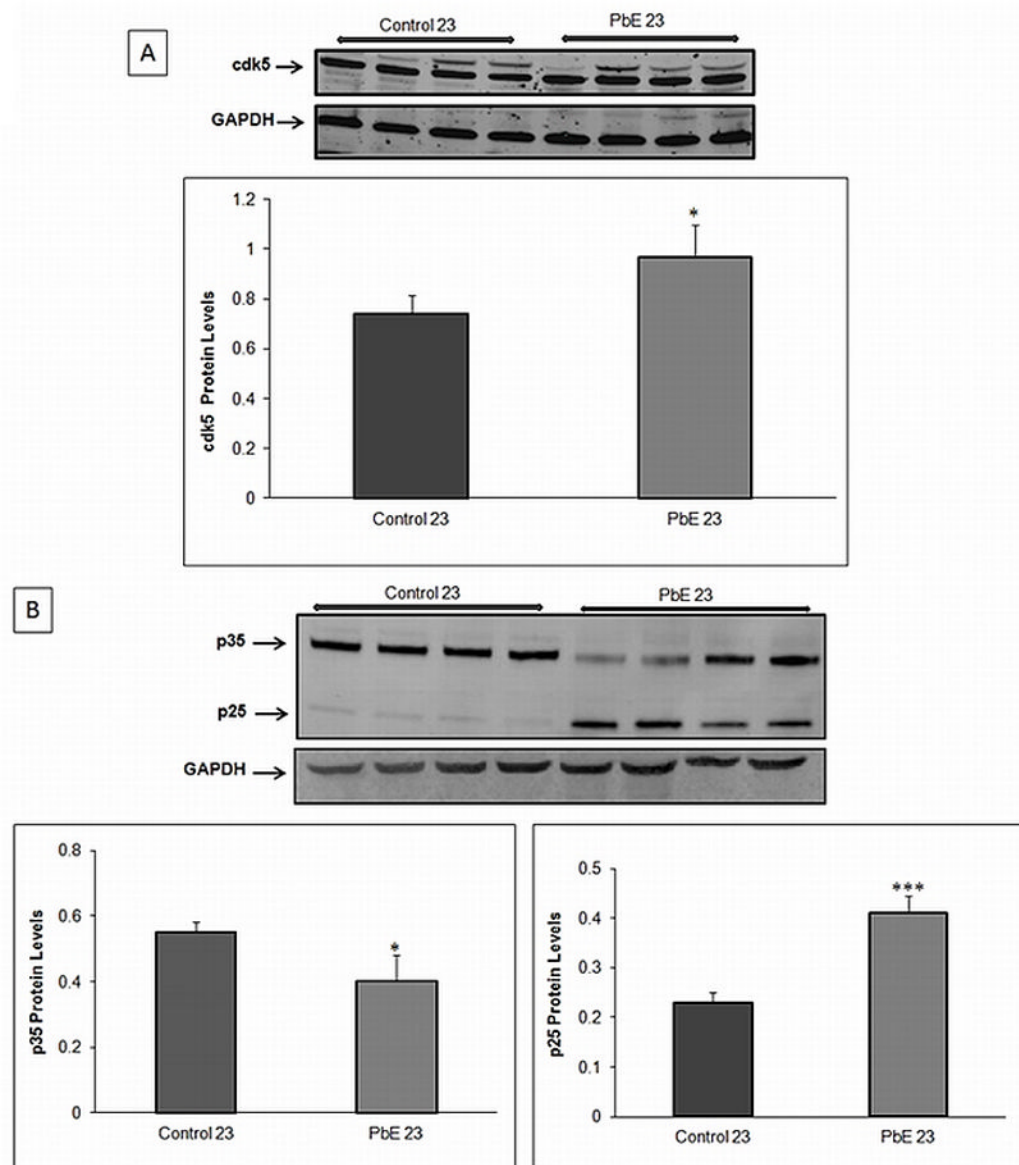 A
Control 23 PbE 23
cdk5
GAPDH
1.2
1
0.8
0.6
0.4
0.2
0
cdk5 Protein Levels
*
Control 23 PbE 23
B
Control 23 PbE 23
p35
p25
GAPDH
0.8
0.6
0.4
0.2
0
p35 Protein Levels
*
Control 23 PbE 23
0.5
0.4
0.3
0.2
0.1
0
p25 Protein Levels
***
Control 23 PbE 23